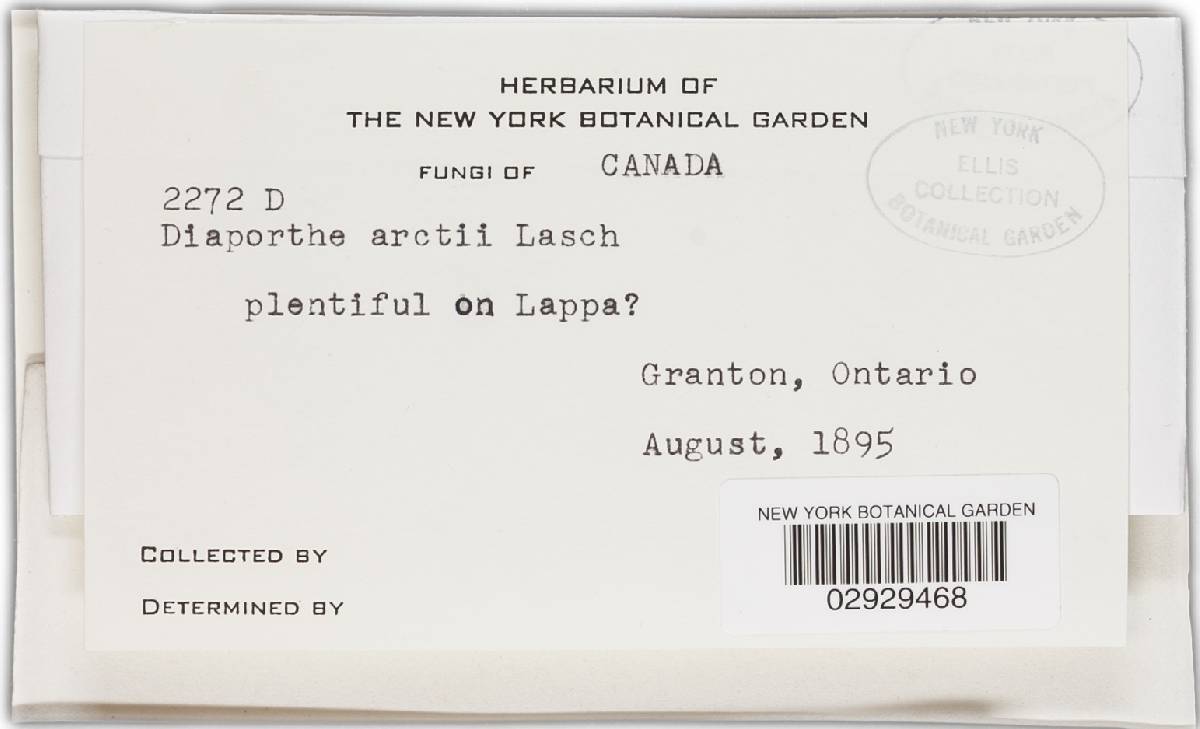 HERBARIUM OF
THE NEW YORK BOTANICAL GARDEN
FUNGI OF CANADA
NEW YORK
ELLIS
COLLECTION
BOTANICAL GARDEN
2272 D
Diaporthe arctii Lasch
plentiful on Lappa?
Granton, Ontario
August, 1895
NEW YORK BOTANICAL GARDEN
02929468
COLLECTED BY
DETERMINED BY